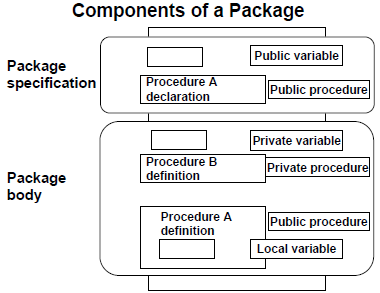 Components of a Package
Package
specification
Public variable
Procedure A
declaration
Public procedure
Package
body
Private variable
Procedure B
definition
Private procedure
Procedure A
definition
Public procedure
Local variable